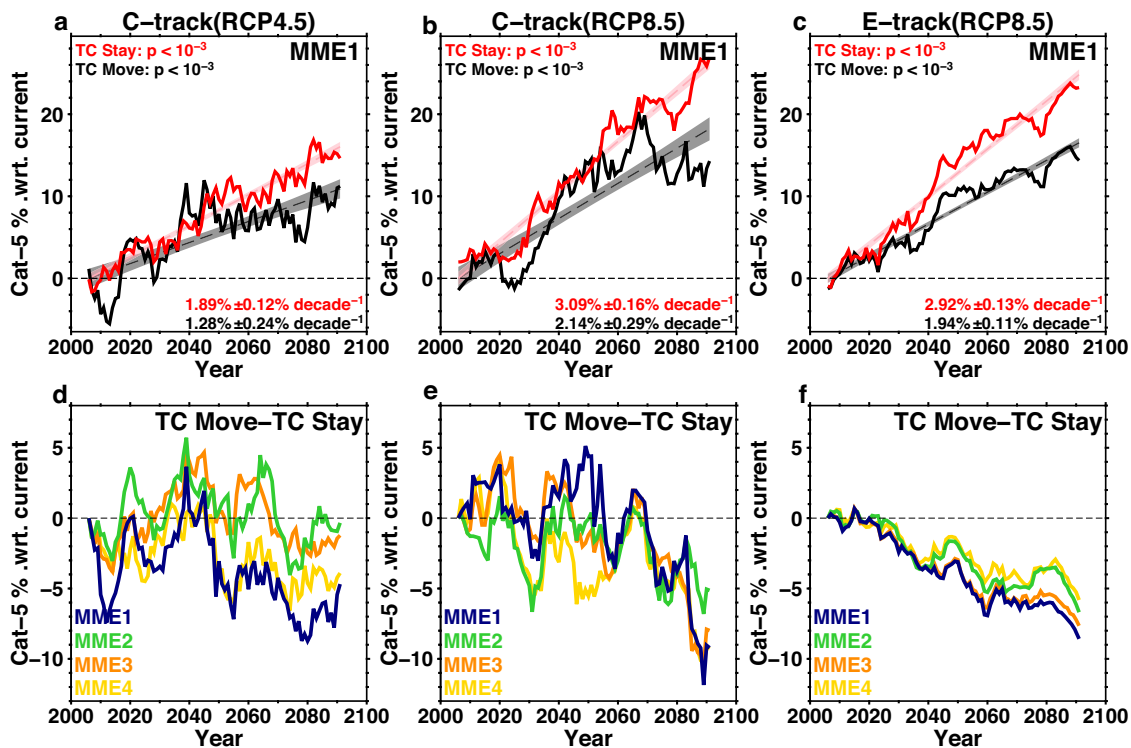 a C-track(RCP4.5)
TC Stay: p < 10⁻³
TC Move: p < 10⁻³
MME1
Cat-5 % .wrt. current
20
10
0
1.89%±0.12% decade⁻¹
1.28%±0.24% decade⁻¹
2000 2020 2040 2060 2080 2100
Year
b C-track(RCP8.5)
TC Stay: p < 10⁻³
TC Move: p < 10⁻³
MME1
Cat-5 % .wrt. current
20
10
0
3.09%±0.16% decade⁻¹
2.14%±0.29% decade⁻¹
2000 2020 2040 2060 2080 2100
Year
c E-track(RCP8.5)
TC Stay: p < 10⁻³
TC Move: p < 10⁻³
MME1
Cat-5 % .wrt. current
20
10
0
2.92%±0.13% decade⁻¹
1.94%±0.11% decade⁻¹
2000 2020 2040 2060 2080 2100
Year
d
TC Move-TC Stay
Cat-5 % .wrt. current
5
0
-5
-10
MME1
MME2
MME3
MME4
2000 2020 2040 2060 2080 2100
Year
e
TC Move-TC Stay
Cat-5 % .wrt. current
5
0
-5
-10
MME1
MME2
MME3
MME4
2000 2020 2040 2060 2080 2100
Year
f
TC Move-TC Stay
Cat-5 % .wrt. current
5
0
-5
-10
MME1
MME2
MME3
MME4
2000 2020 2040 2060 2080 2100
Year